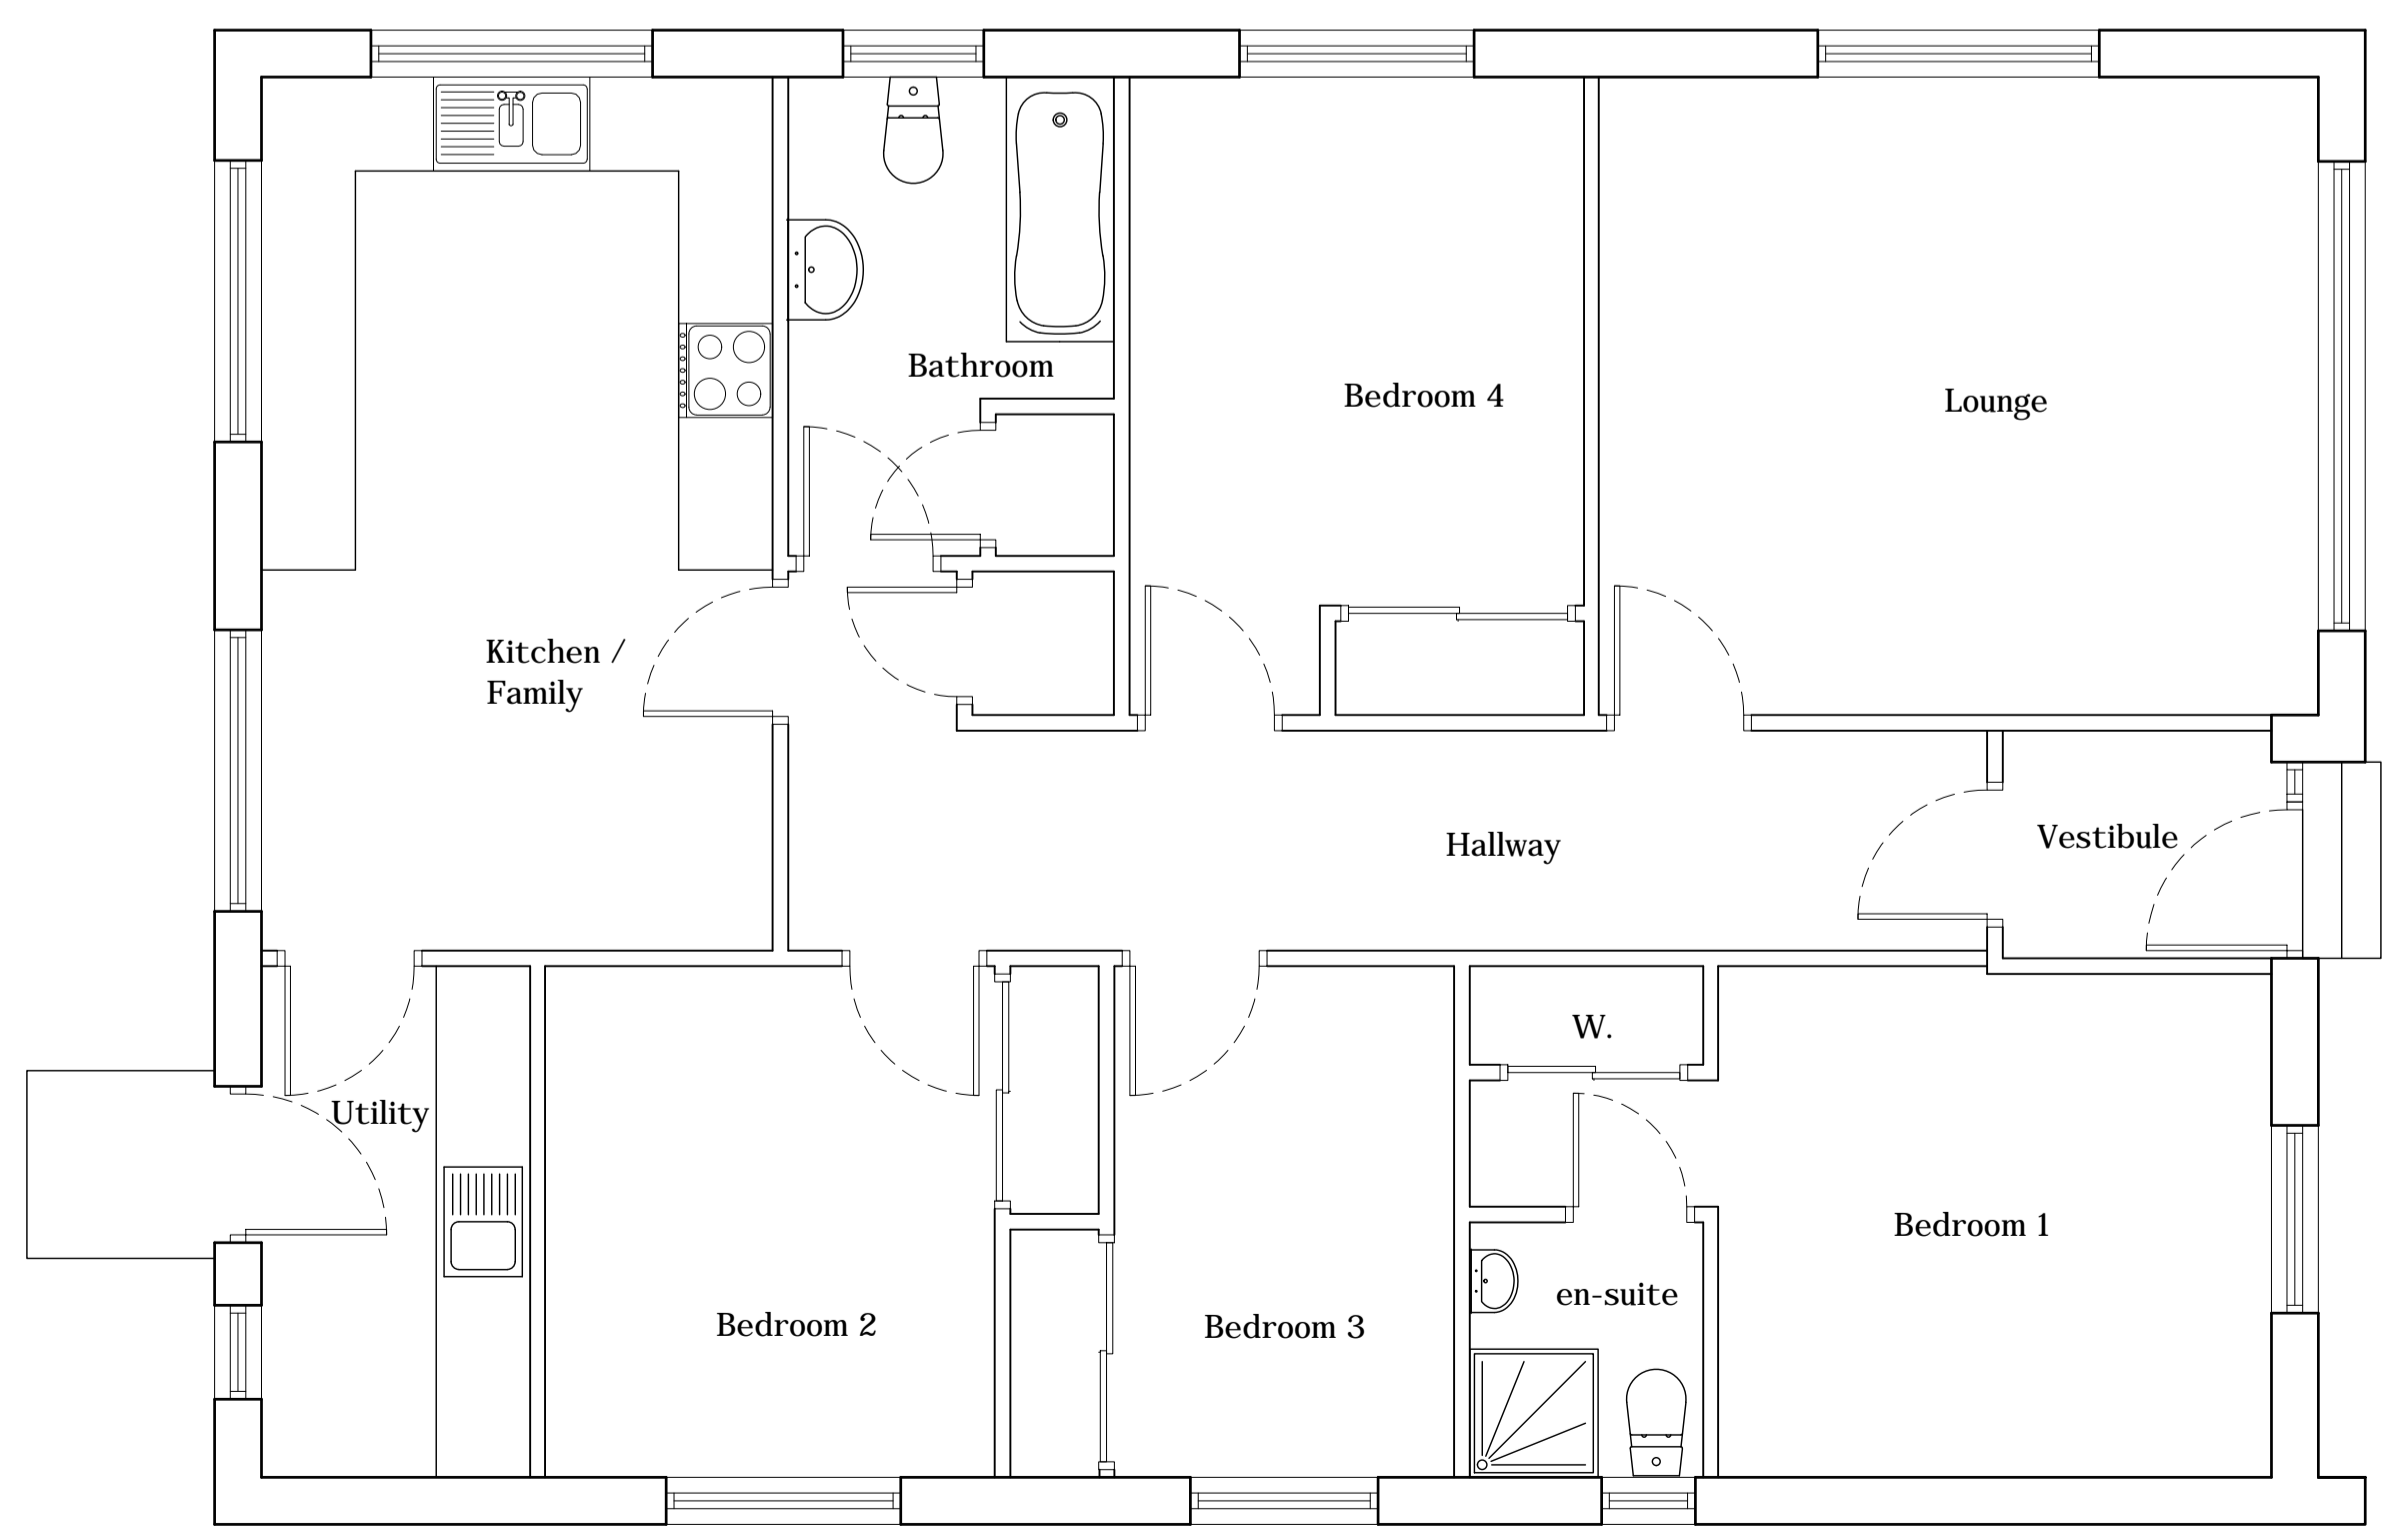 Bathroom
Bedroom 4
Lounge
Kitchen /
Family
Hallway
Vestibule
W.
Utility
Bedroom 1
en-suite
Bedroom 2
Bedroom 3